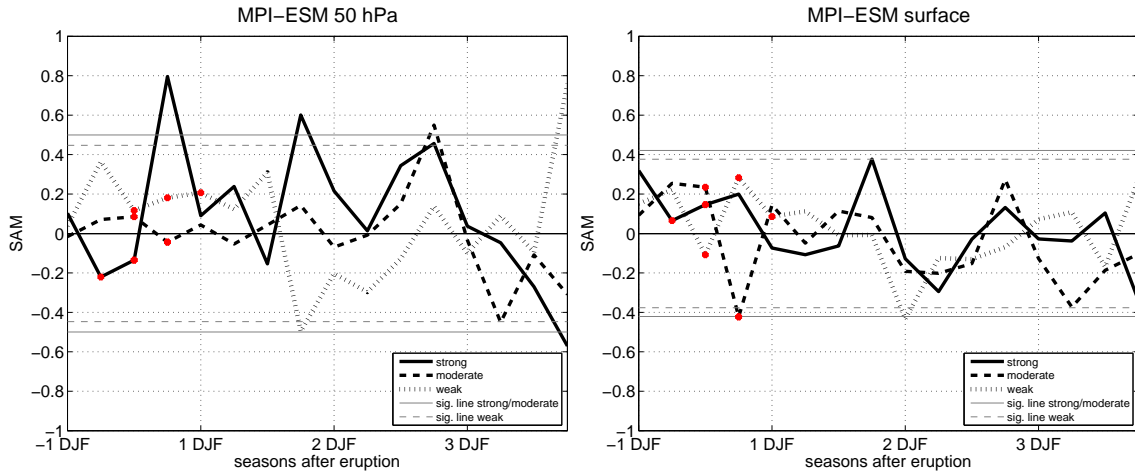 MPI−ESM 50 hPa
1
0.8
0.6
0.4
0.2
0
−0.2
−0.4
−0.6
−0.8
−1
SAM
−1 DJF
1 DJF
2 DJF
3 DJF
seasons after eruption
strong
moderate
weak
sig. line strong/moderate
sig. line weak
MPI−ESM surface
1
0.8
0.6
0.4
0.2
0
−0.2
−0.4
−0.6
−0.8
−1
SAM
−1 DJF
1 DJF
2 DJF
3 DJF
seasons after eruption
strong
moderate
weak
sig. line strong/moderate
sig. line weak